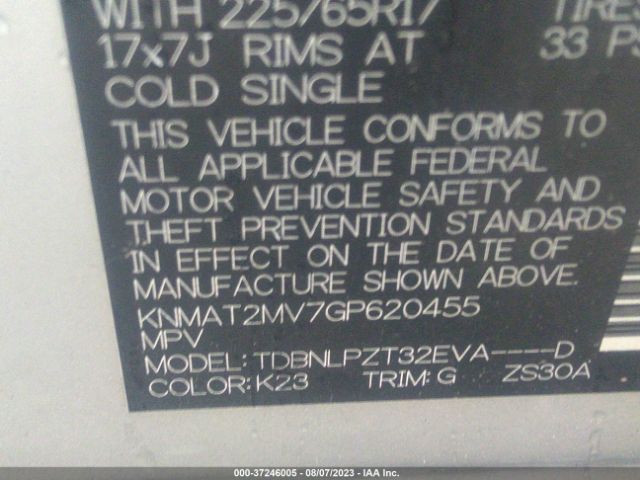 WITH 225/65R17 TIRES
17x7J RIMS AT 33 PS
COLD SINGLE
THIS VEHICLE CONFORMS TO
ALL APPLICABLE FEDERAL
MOTOR VEHICLE SAFETY AND
THEFT PREVENTION STANDARDS
IN EFFECT ON THE DATE OF
MANUFACTURE SHOWN ABOVE.
KNMAT2MV7GP620455
MPV
MODEL: TDBNLPZT32EVA----D
COLOR: K23 TRIM: G ZS30A
000-37246005 - 08/07/2023 - IAA Inc.